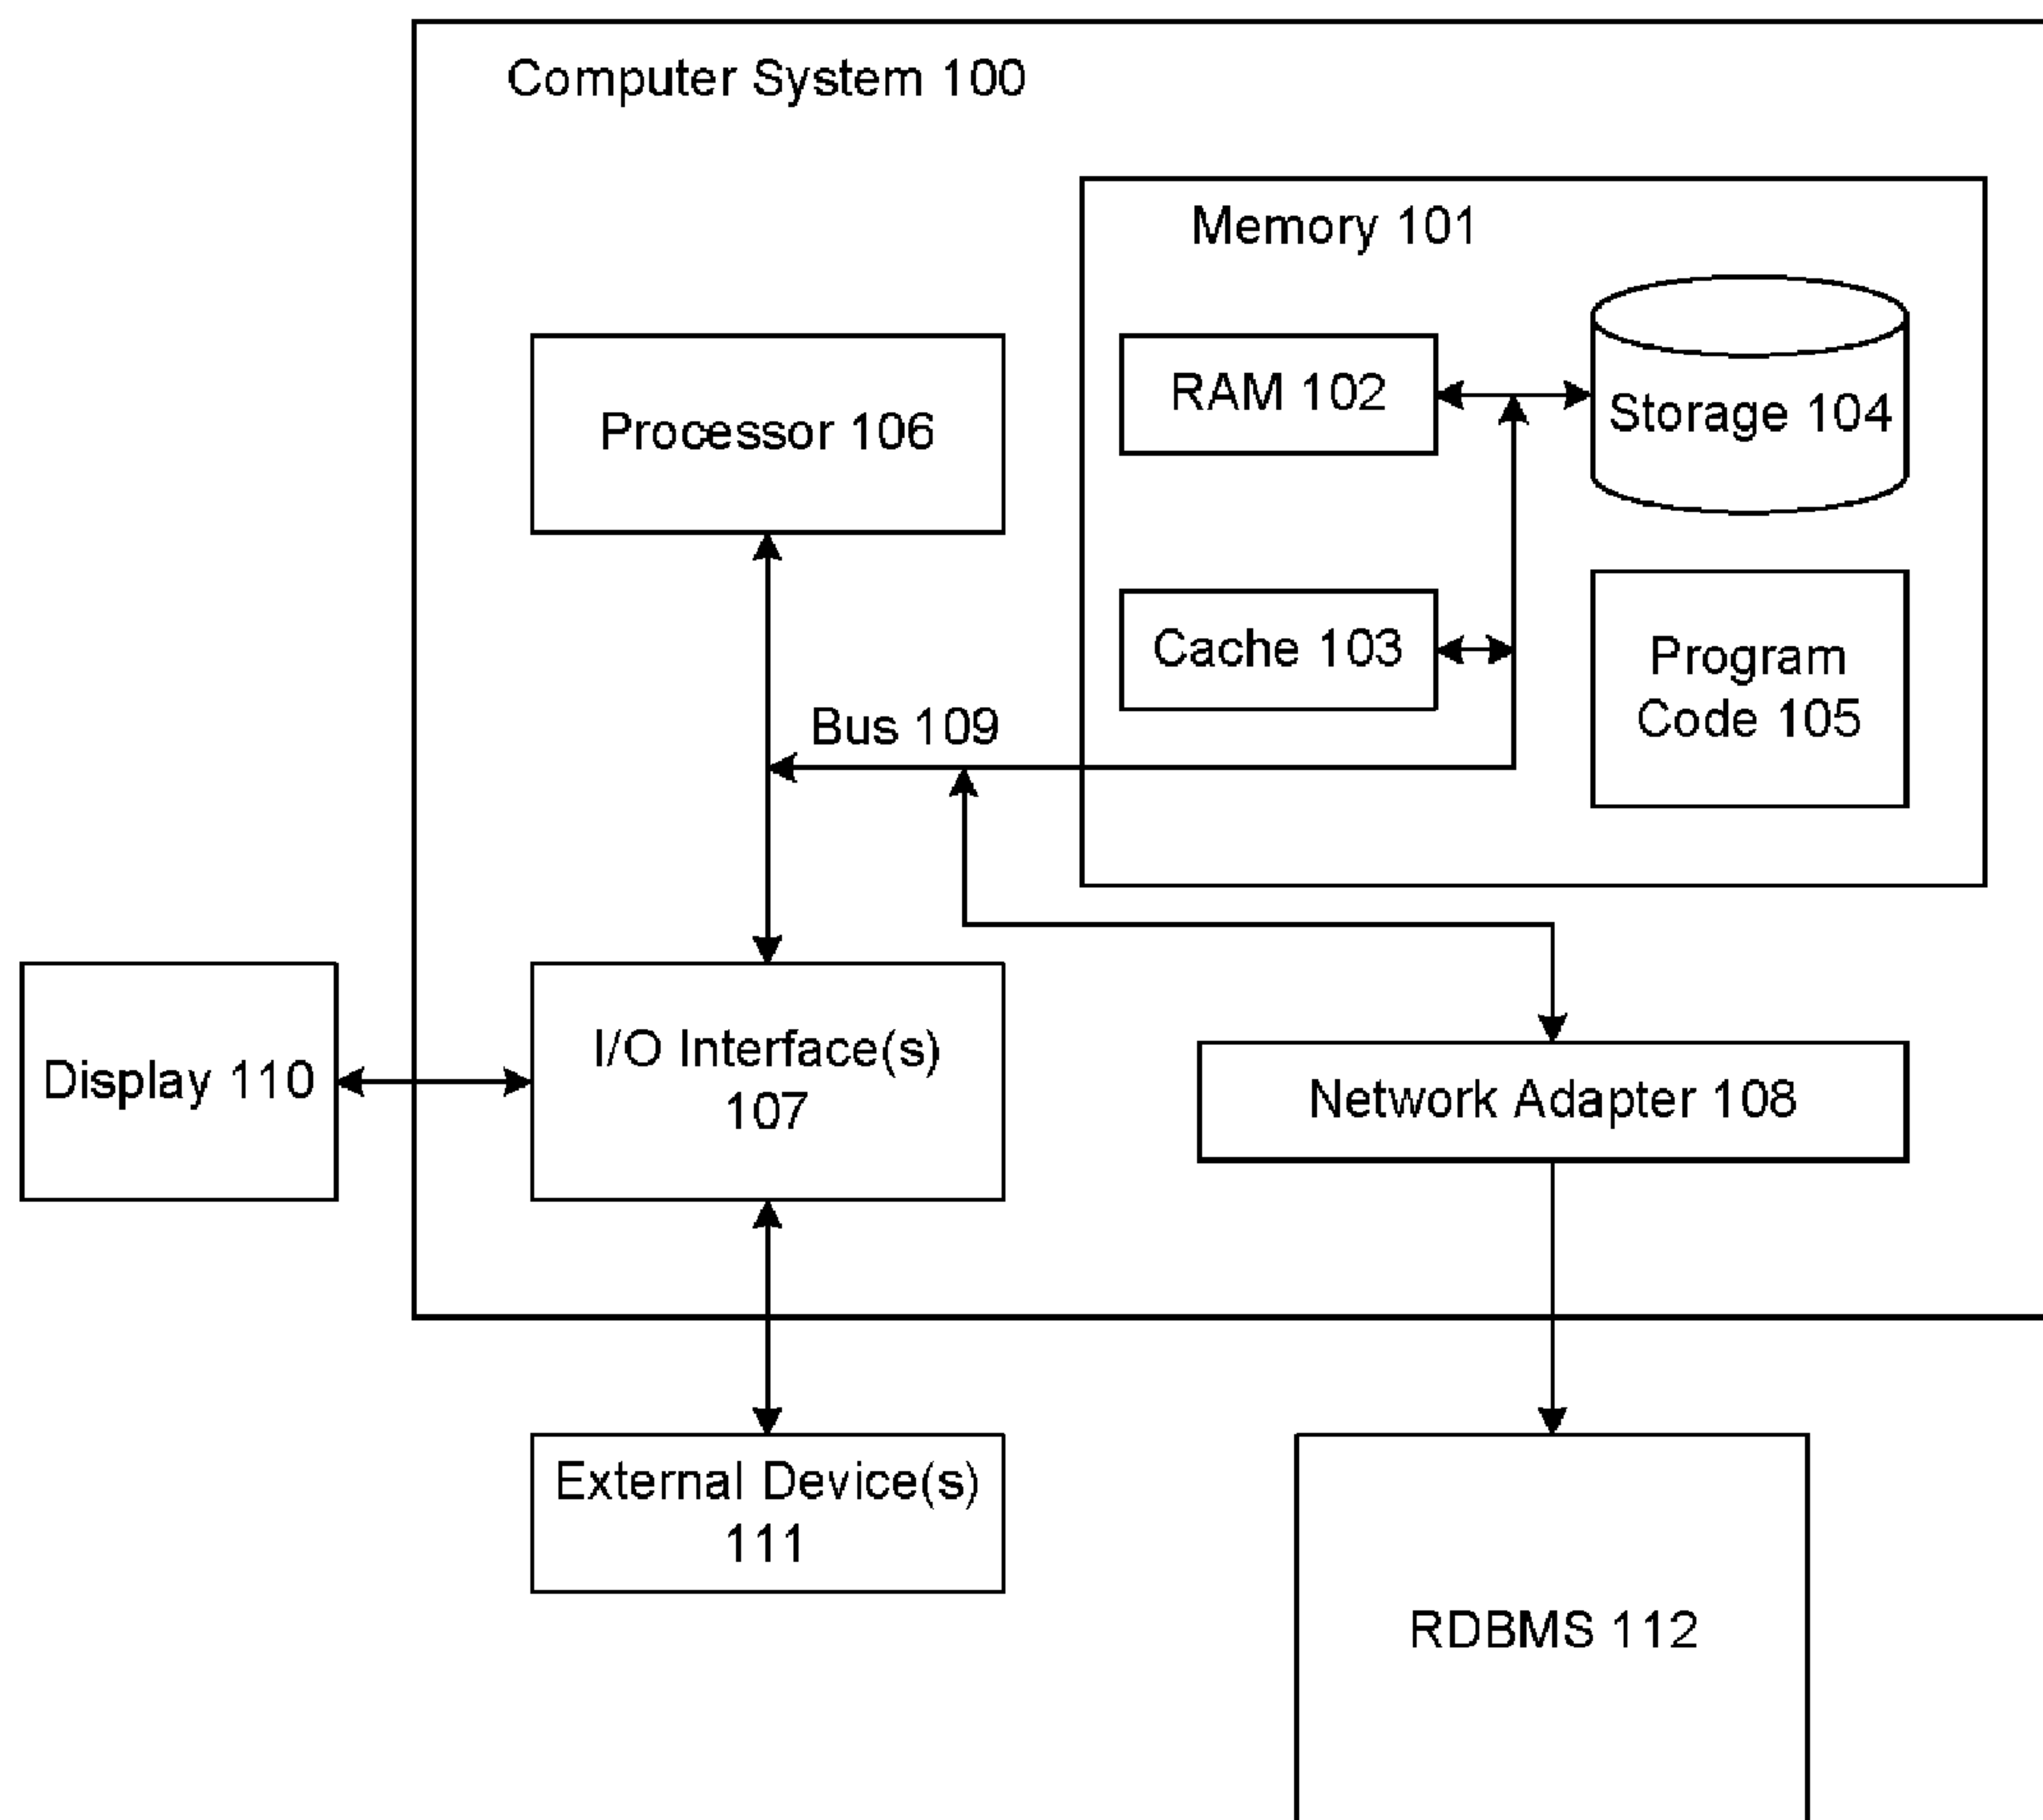 Computer System 100
Memory 101
RAM 102
Storage 104
Processor 106
Cache 103
Program
Code 105
Bus 109
Display 110
I/O Interface(s)
107
Network Adapter 108
External Device(s)
111
RDBMS 112